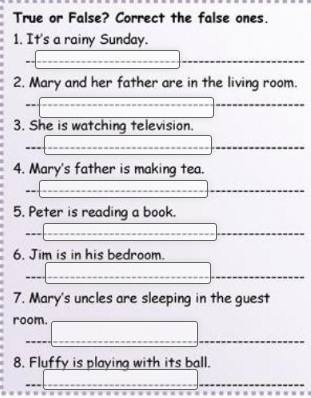 True or False? Correct the false ones.
1. It's a rainy Sunday.
2. Mary and her father are in the living room.
3. She is watching television.
4. Mary's father is making tea.
5. Peter is reading a book.
6. Jim is in his bedroom.
7. Mary's uncles are sleeping in the guest
room.
8. Fluffy is playing with its ball.